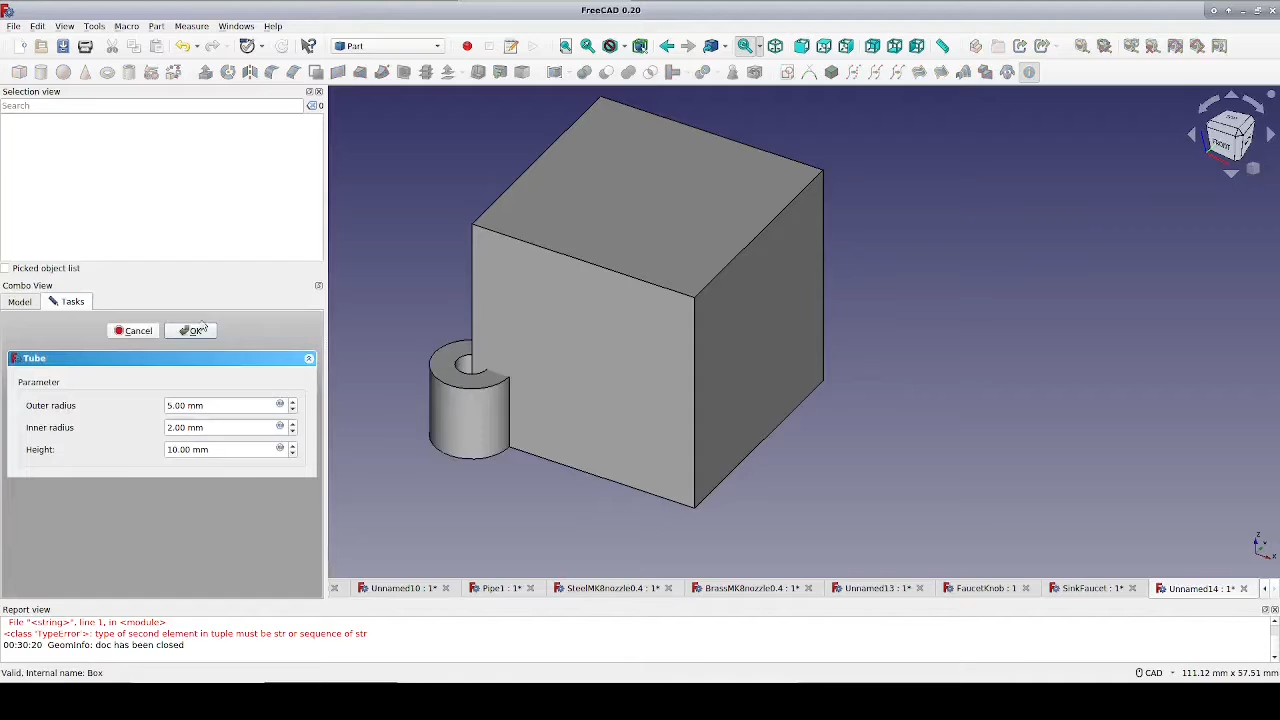 FreeCAD 0.20
File Edit View Tools Macro Part Measure Windows Help
Part
Selection view
Search
0
Picked object list
Combo View
Model Tasks
Cancel OK
Tube
Parameter
Outer radius 5.00 mm
Inner radius 2.00 mm
Height: 10.00 mm
FRONT
Unnamed10 : 1* Pipe1 : 1* SteelMK8nozzle0.4 : 1* BrassMK8nozzle0.4 : 1* Unnamed13 : 1* FaucetKnob : 1 SinkFaucet : 1* Unnamed14 : 1*
Report view
File "<string>", line 1, in <module>
<class 'TypeError'>: type of second element in tuple must be str or sequence of str
00:30:20 GeomInfo: doc has been closed
Valid, Internal name: Box CAD 111.12 mm x 57.51 mm